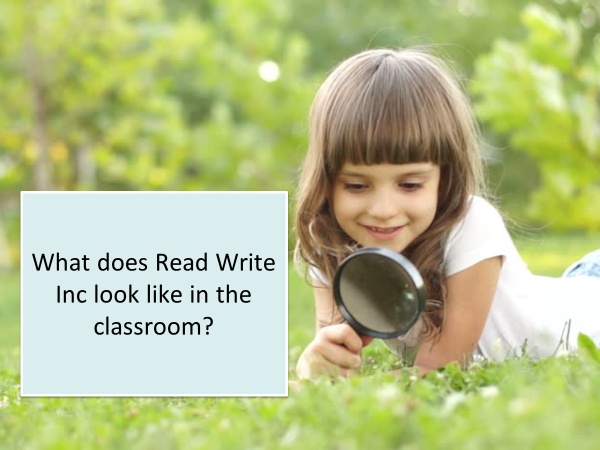 What does Read Write
Inc look like in the
classroom?